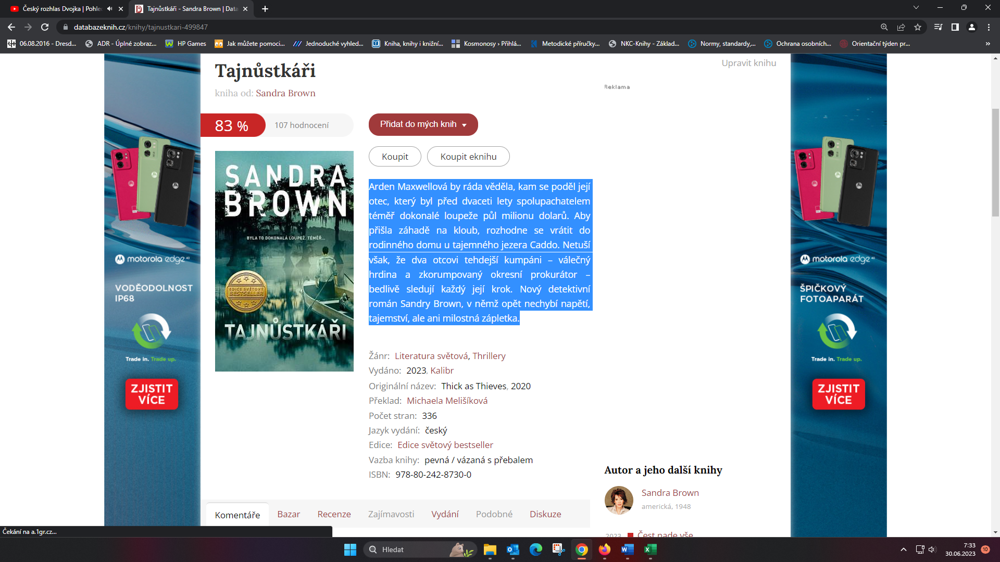 Český rozhlas Dvojka | Pohle
Tajnůstkáři - Sandra Brown | Data
databazeknih.cz/knihy/tajnustkari-499847
06.08.2016 - Dresd...
ADR - Úplné zobraz...
HP Games
Jak můžete pomoci...
Jednoduché vyhled...
Kniha, knihy i knižní...
Kosmonosy › Přihlá...
Metodické příručky...
NKC-Knihy - Základ...
Normy, standardy,...
Ochrana osobních...
Orientační týden pr...
»
Tajnůstkáři
Upravit knihu
kniha od: Sandra Brown
Reklama
83 %
107 hodnocení
Přidat do mých knih
Koupit
Koupit eknihu
SANDRA
BROWN
BYLA TO DOKONALÁ LOUPEŽ. TÉMĚŘ...
EDICE SVĚTOVÝ
BESTSELLER
TAJNŮSTKÁŘI
Arden Maxwellová by ráda věděla, kam se poděl její
otec, který byl před dvaceti lety spolupachatelem
téměř dokonalé loupeže půl milionu dolarů. Aby
přišla záhadě na kloub, rozhodne se vrátit do
rodinného domu u tajemného jezera Caddo. Netuší
však, že dva otcovi tehdejší kumpáni – válečný
hrdina a zkorumpovaný okresní prokurátor –
bedlivě sledují každý její krok. Nový detektivní
román Sandry Brown, v němž opět nechybí napětí,
tajemství, ale ani milostná zápletka.
motorola edge 40
VODĚODOLNOST
IP68
Trade in. Trade up.
ZJISTIT
VÍCE
motorola edge 40
ŠPIČKOVÝ
FOTOAPARÁT
Trade in. Trade up.
ZJISTIT
VÍCE
Žánr: Literatura světová, Thrillery
Vydáno: 2023, Kalibr
Originální název: Thick as Thieves, 2020
Překlad: Michaela Melišíková
Počet stran: 336
Jazyk vydání: český
Edice: Edice světový bestseller
Vazba knihy: pevná / vázaná s přebalem
ISBN: 978-80-242-8730-0
Autor a jeho další knihy
Sandra Brown
americká, 1948
2023 Čest nade vše
Komentáře
Bazar
Recenze
Zajímavosti
Vydání
Podobné
Diskuze
Čekání na a.1gr.cz...
Hledat
7:33
30.06.2023
10